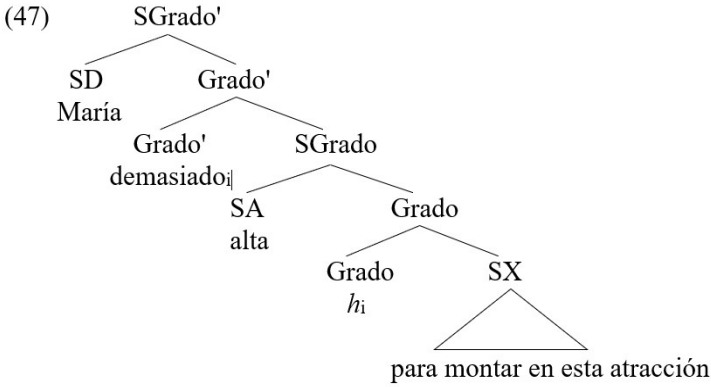 (47) SGrado'
SD Grado'
María
Grado' SGrado
demasiadoᵢ
SA Grado
alta
Grado SX
hᵢ
para montar en esta atracción